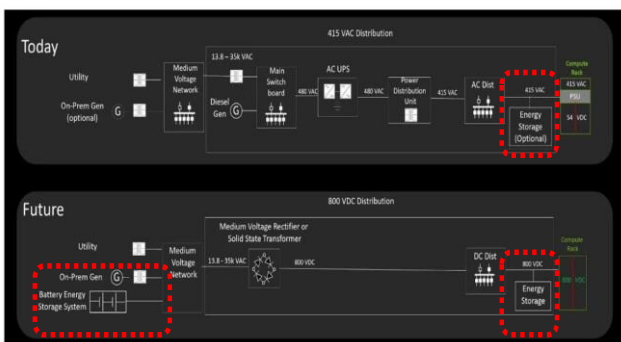 415 VAC Distribution
Today
13.8 – 35k VAC
Medium
Voltage
Network
Utility
On-Prem Gen
(optional)
G
Diesel
Gen
G
Main
Switch
board
480 VAC
AC UPS
480 VAC
Power
Distribution
Unit
415 VAC
AC Dist
415 VAC
Energy
Storage
(Optional)
Compute
Rack
415 VAC
PSU
54 VDC
800 VDC Distribution
Future
Medium Voltage Rectifier or
Solid State Transformer
Utility
On-Prem Gen
G
Battery Energy
Storage System
Medium
Voltage
Network
13.8 - 35k VAC
800 VDC
DC Dist
800 VDC
Energy
Storage
Compute
Rack
800 VDC